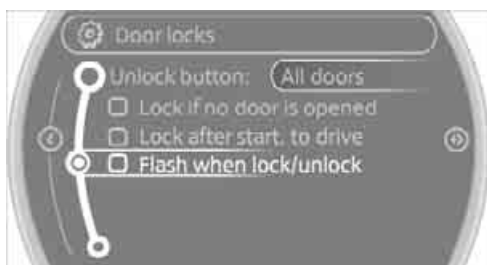 Door locks
Unlock button: All doors
Lock if no door is opened
Lock after start. to drive
Flash when lock/unlock